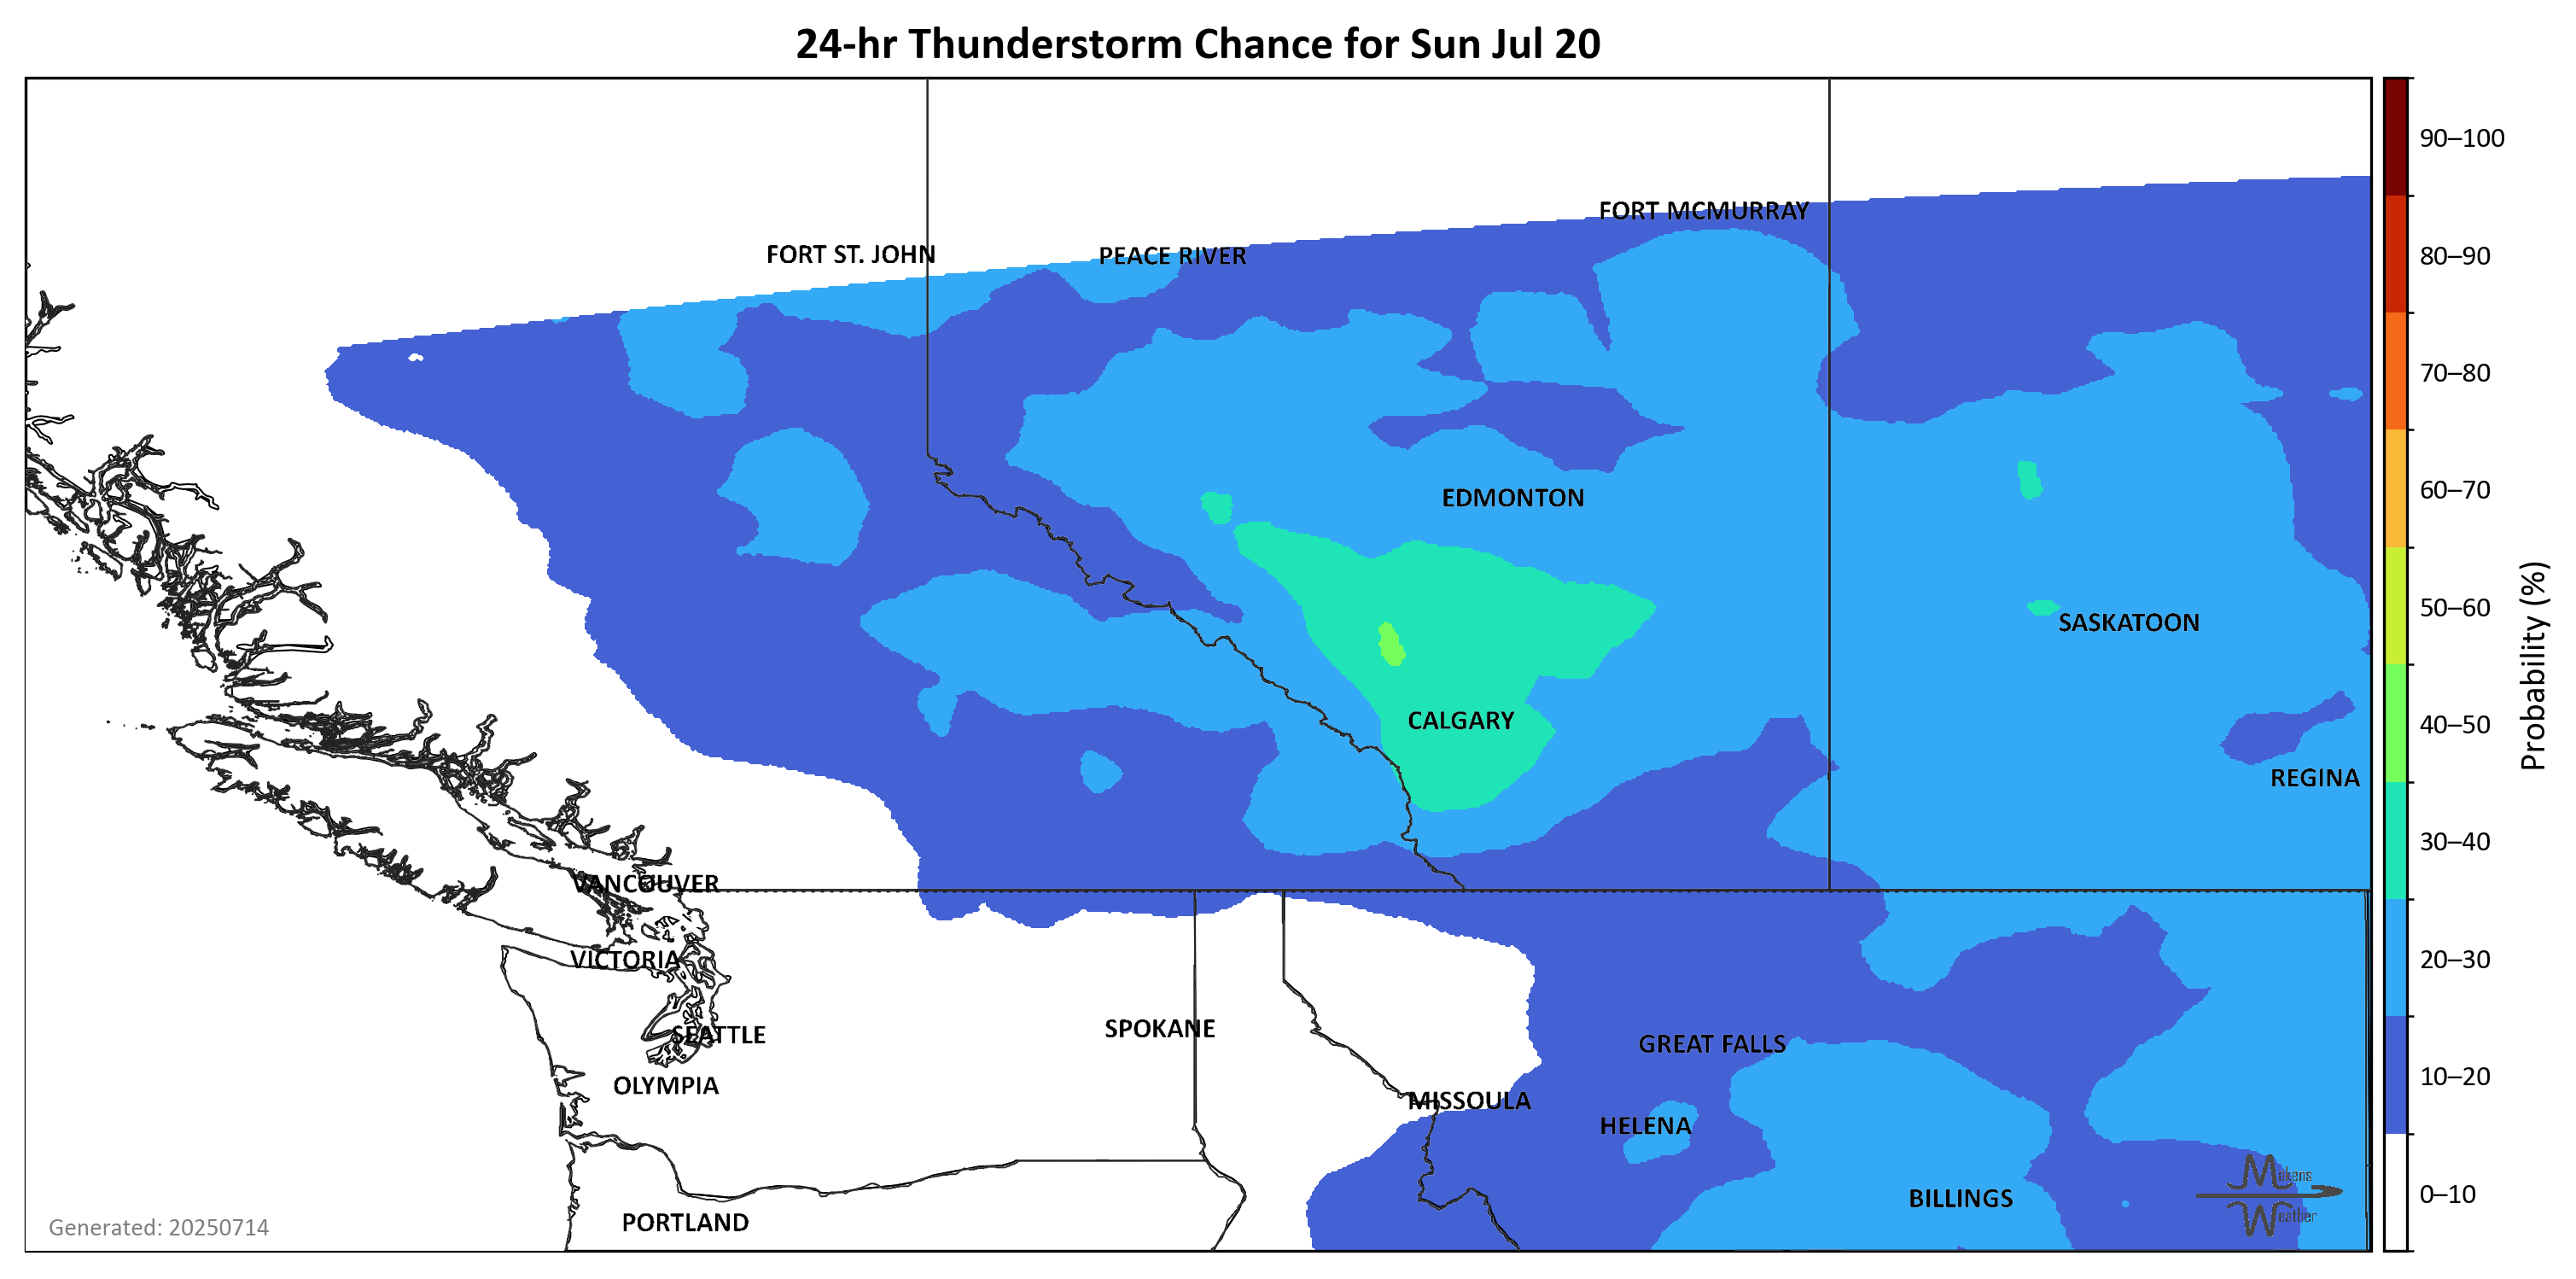 24-hr Thunderstorm Chance for Sun Jul 20
90–100
FORT MCMURRAY
FORT ST. JOHN
PEACE RIVER
80–90
70–80
60–70
EDMONTON
50–60
SASKATOON
Probability (%)
CALGARY
40–50
REGINA
30–40
VANCOUVER
VICTORIA
20–30
SPOKANE
SEATTLE
GREAT FALLS
OLYMPIA
10–20
MISSOULA
HELENA
Makens
0–10
BILLINGS
Weather
PORTLAND
Generated: 20250714